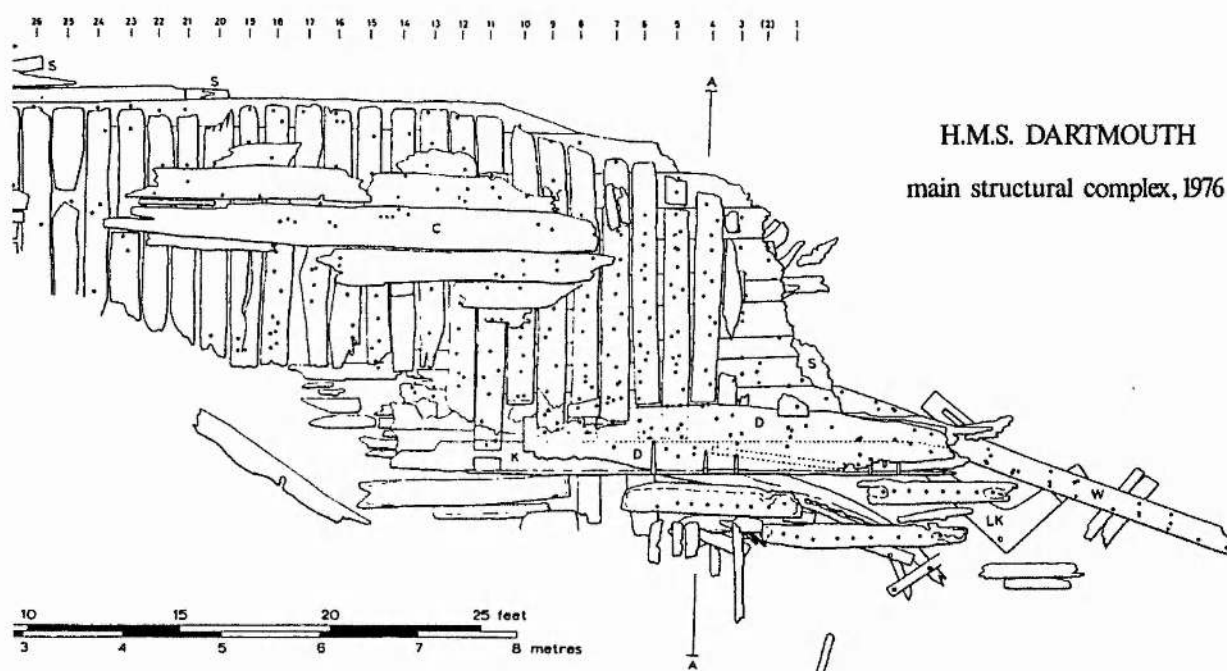 26 25 24 23 22 21 20 19 18 17 16 15 14 13 12 11 10 9 8 7 6 5 4 3 (2) 1
S
S
A
H.M.S. DARTMOUTH
main structural complex, 1976
C
S
D
K
D
W
LK
10 15 20 25 feet
3 4 5 6 7 8 metres
A